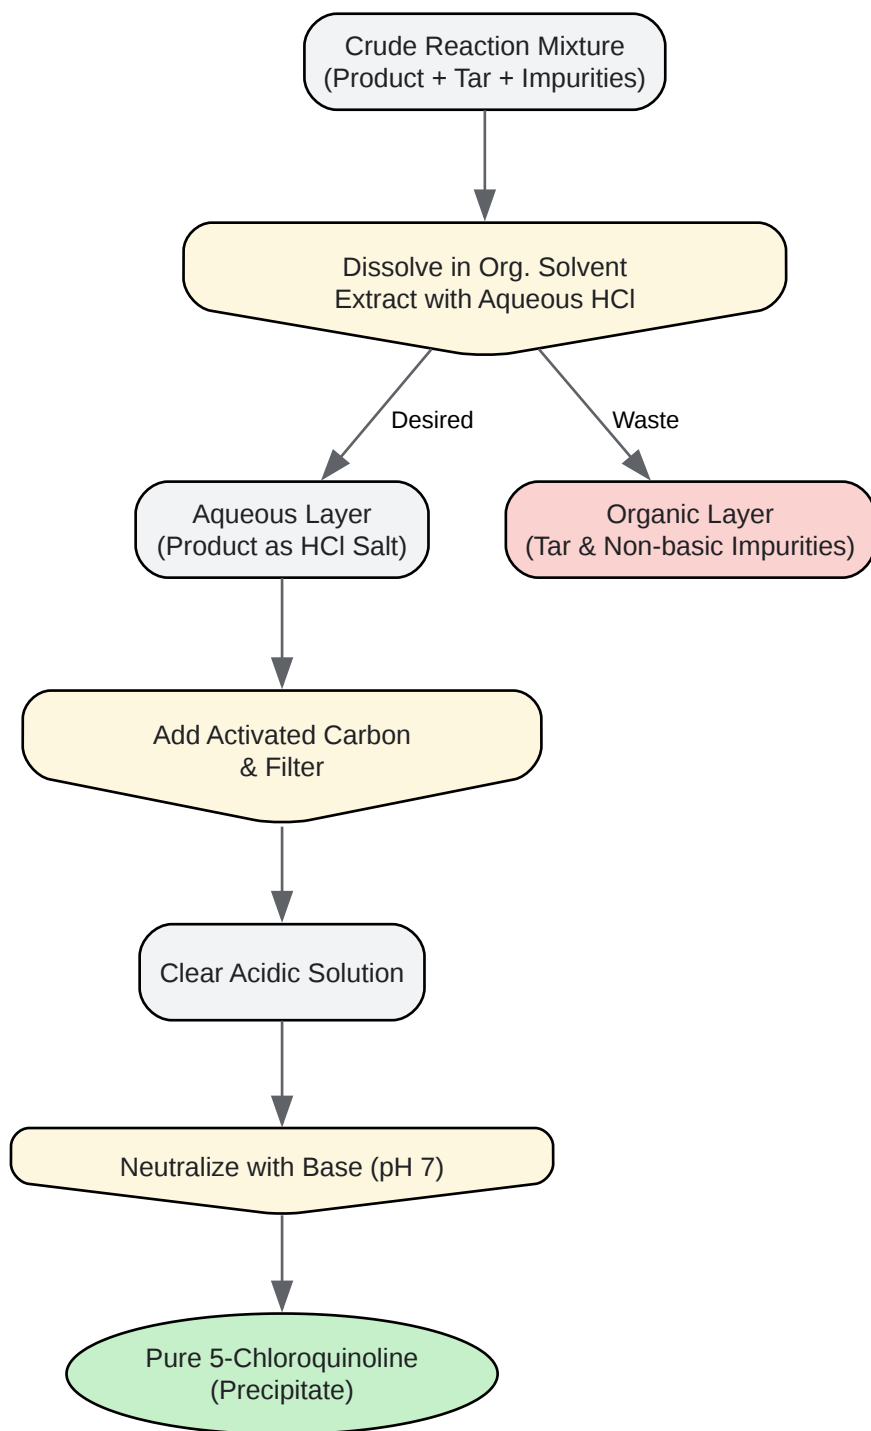 Crude Reaction Mixture
(Product + Tar + Impurities)
Dissolve in Org. Solvent
Extract with Aqueous HCl
Desired
Waste
Aqueous Layer
(Product as HCl Salt)
Organic Layer
(Tar & Non-basic Impurities)
Add Activated Carbon
& Filter
Clear Acidic Solution
Neutralize with Base (pH 7)
Pure 5-Chloroquinoline
(Precipitate)